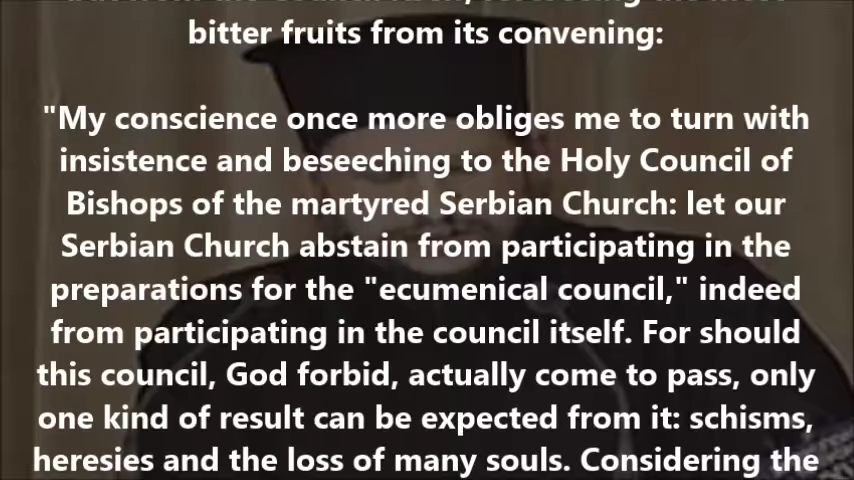 bitter fruits from its convening:
"My conscience once more obliges me to turn with
insistence and beseeching to the Holy Council of
Bishops of the martyred Serbian Church: let our
Serbian Church abstain from participating in the
preparations for the "ecumenical council," indeed
from participating in the council itself. For should
this council, God forbid, actually come to pass, only
one kind of result can be expected from it: schisms,
heresies and the loss of many souls. Considering the